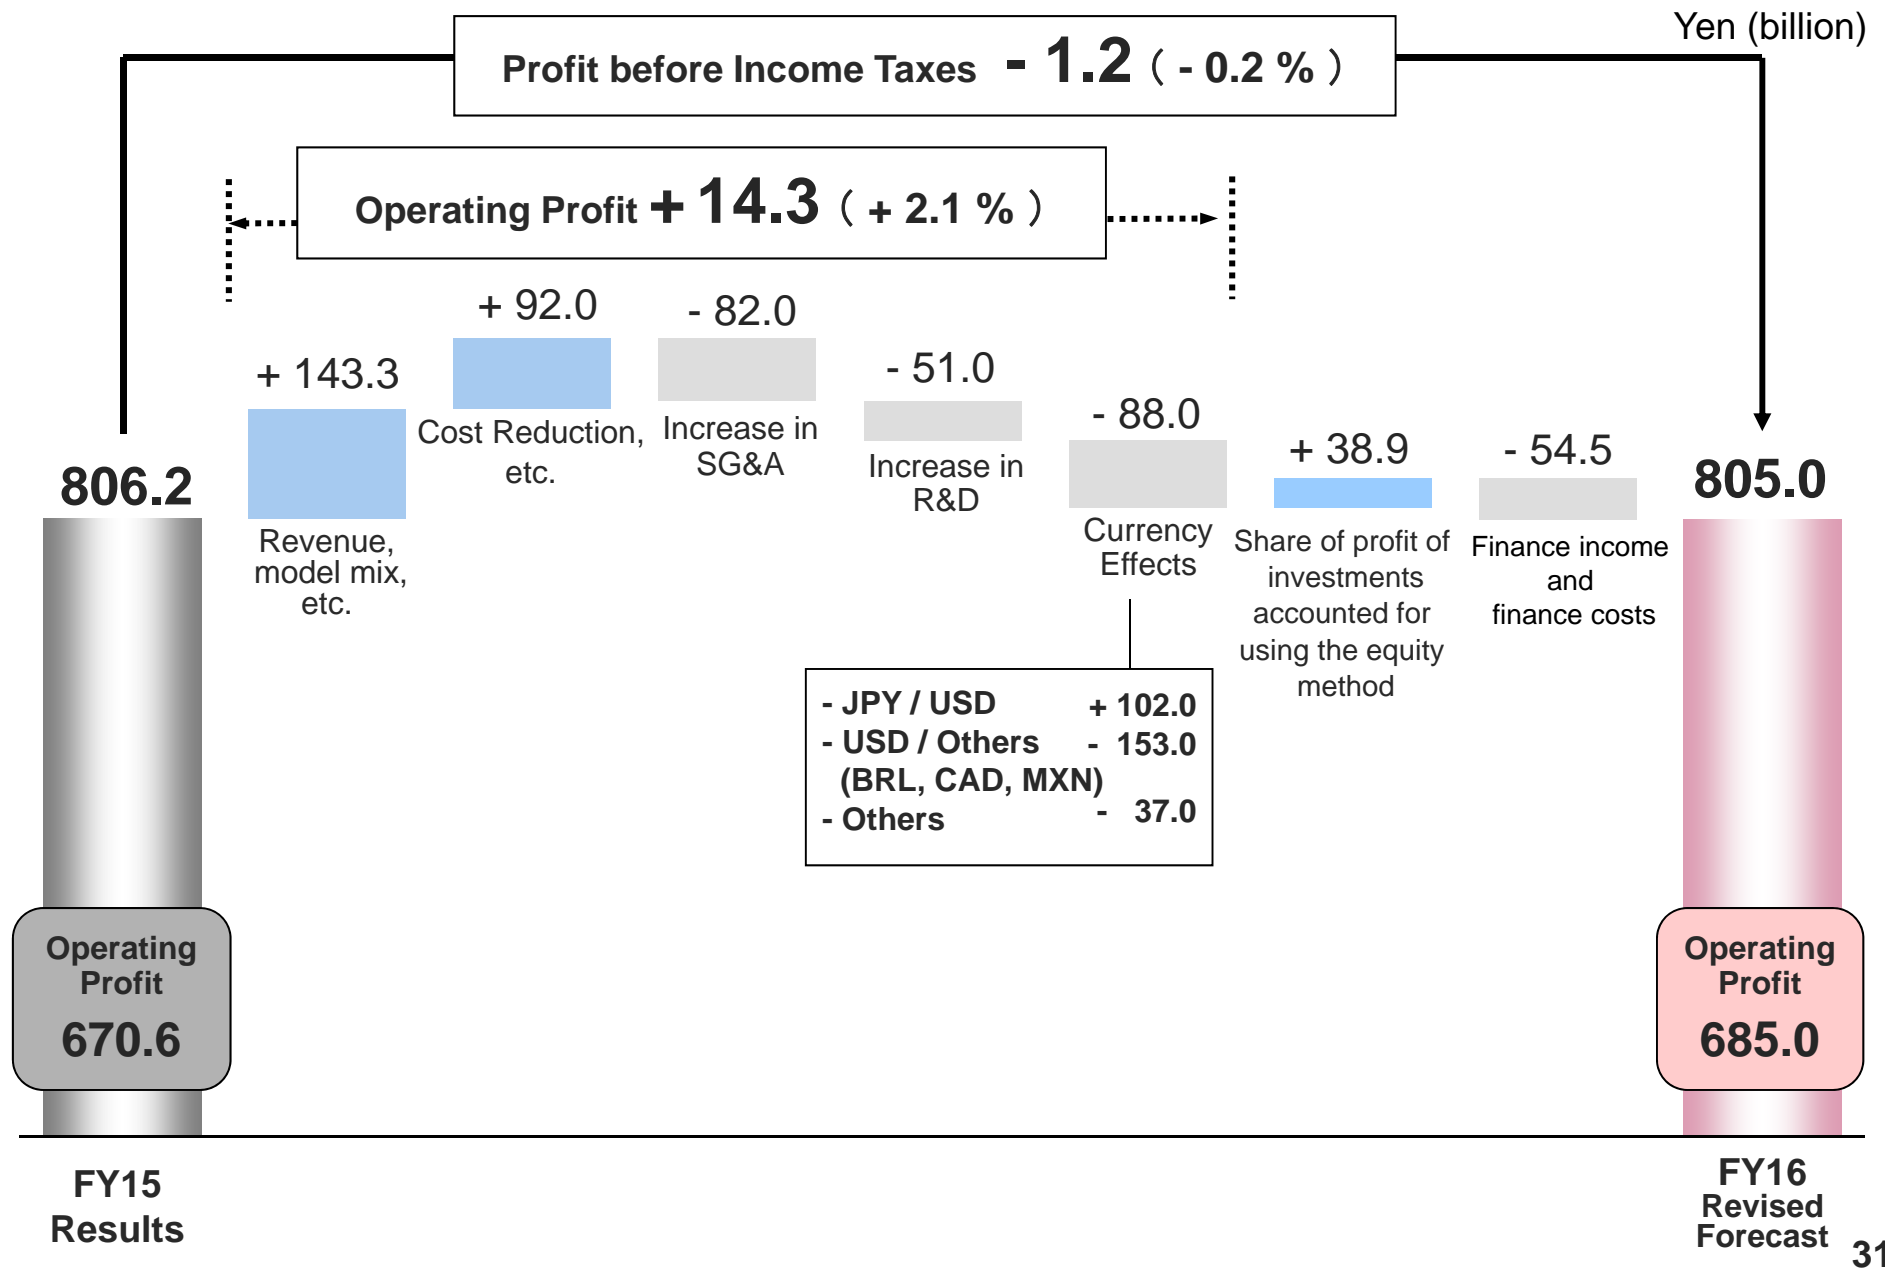 Yen (billion)
Profit before Income Taxes - 1.2 ( - 0.2 % )
Operating Profit + 14.3 ( + 2.1 % )
806.2
+ 143.3
Revenue,
model mix,
etc.
+ 92.0
Cost Reduction,
etc.
- 82.0
Increase in
SG&A
- 51.0
Increase in
R&D
- 88.0
Currency
Effects
+ 38.9
Share of profit of
investments
accounted for
using the equity
method
- 54.5
Finance income
and
finance costs
805.0
- JPY / USD + 102.0
- USD / Others - 153.0
(BRL, CAD, MXN)
- Others - 37.0
Operating
Profit
670.6
Operating
Profit
685.0
FY15
Results
FY16
Revised
Forecast
31